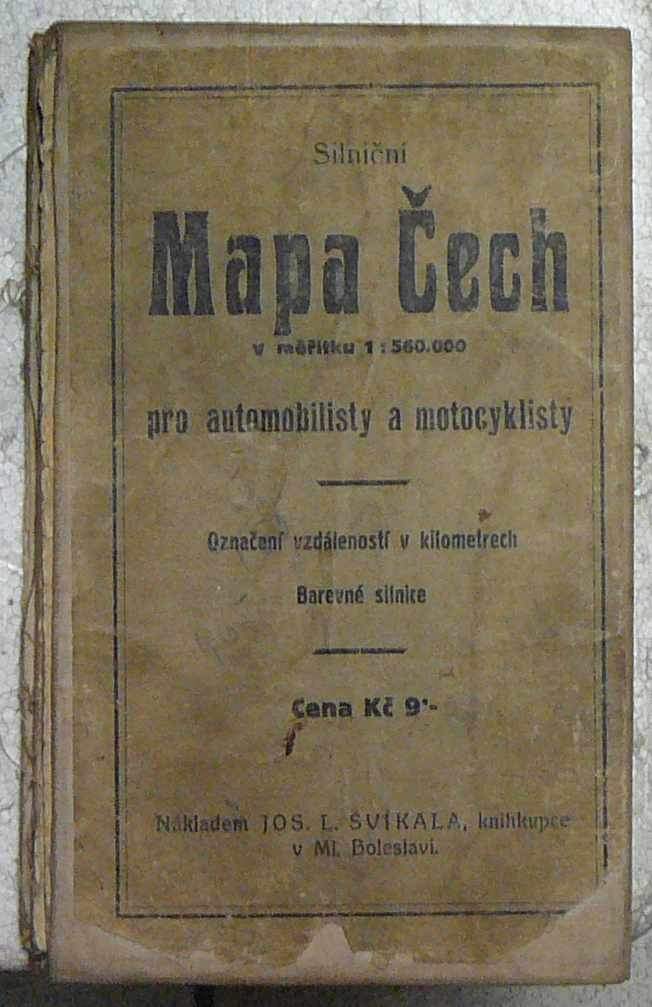 Silniční
Mapa Čech
v měřítku 1 : 560.000
pro automobilisty a motocyklisty
Označení vzdáleností v kilometrech
Barevné silnice
Cena Kč 9·-
Nákladem JOS. L. ŠVÍKALA, knihkupce
v Ml. Boleslavi.